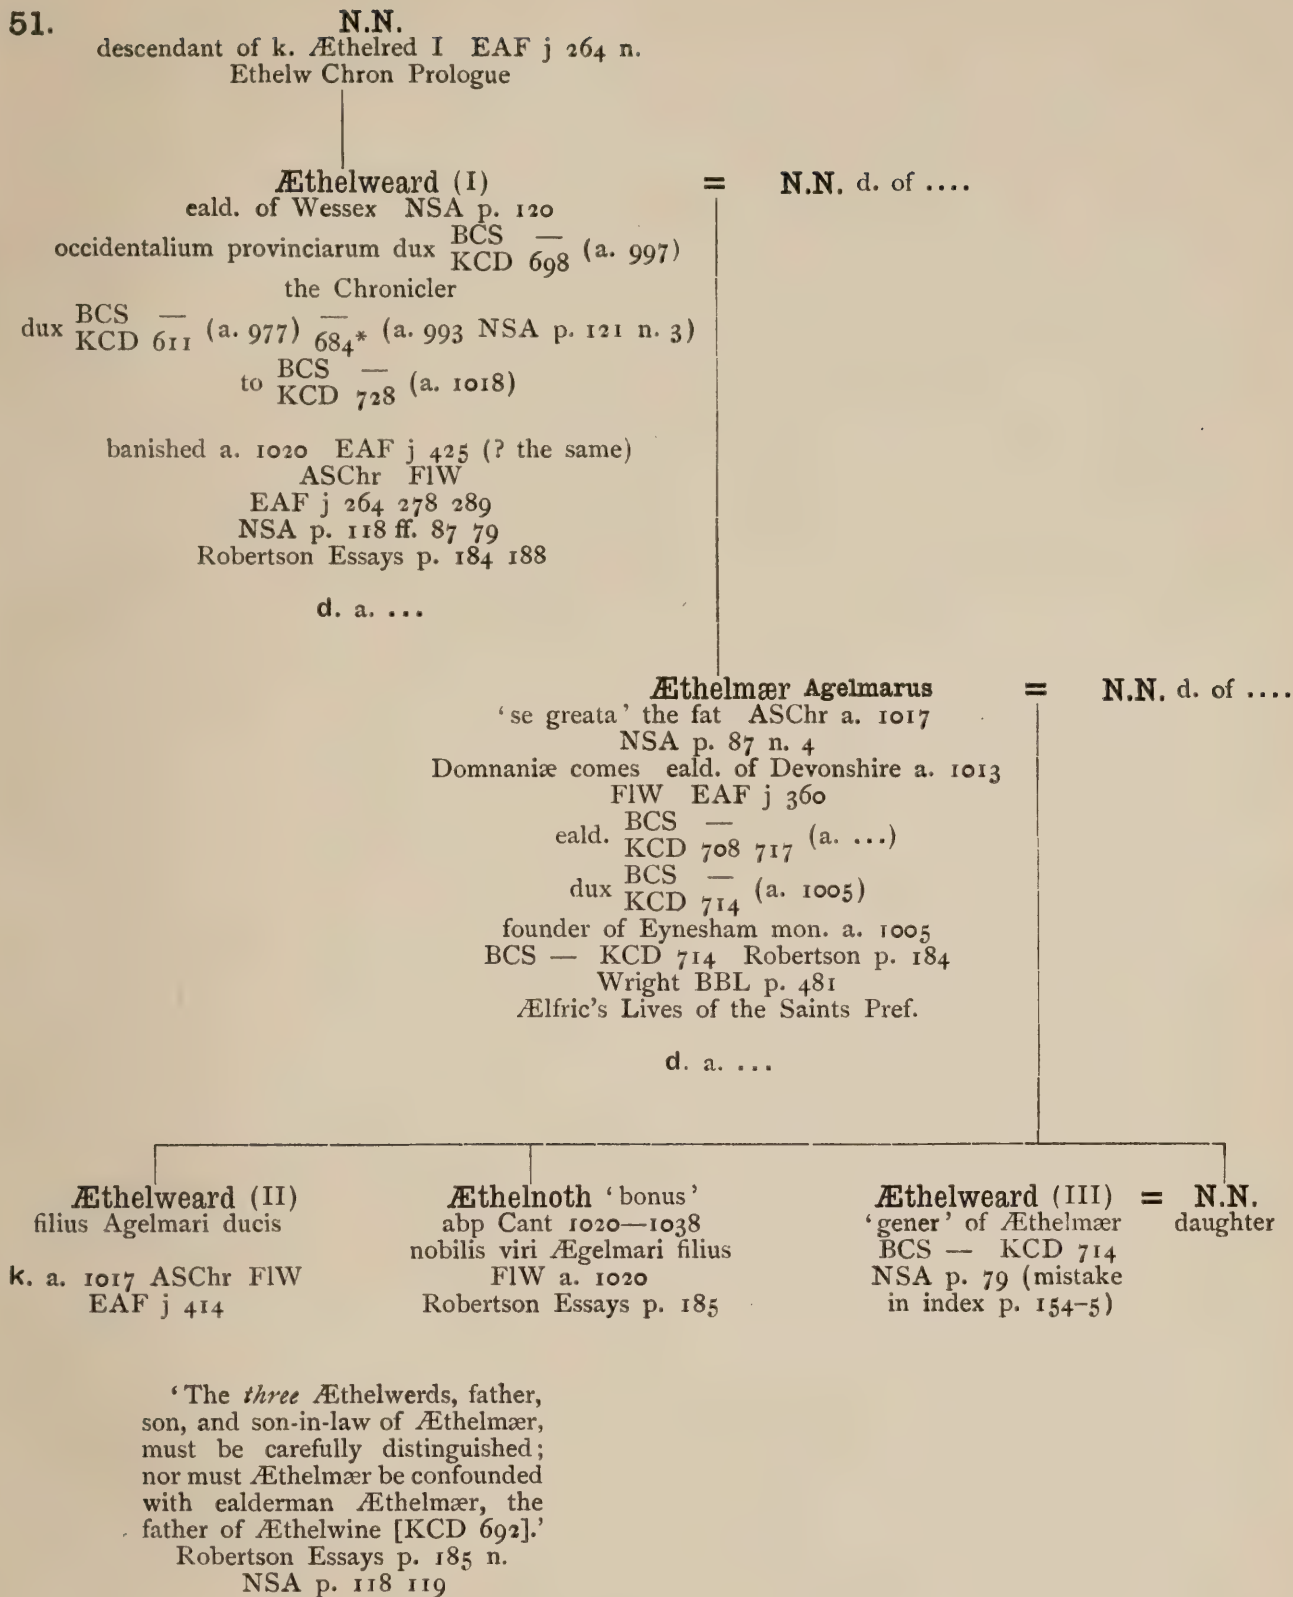 51.
N.N.
descendant of k. Æthelred I EAF j 264 n.
Ethelw Chron Prologue
Æthelweard (I) = N.N. d. of ....
eald. of Wessex NSA p. 120
occidentalium provinciarum dux BCS — KCD 698 (a. 997)
the Chronicler
dux BCS — KCD 611 (a. 977) — 684* (a. 993 NSA p. 121 n. 3)
to BCS — KCD 728 (a. 1018)
banished a. 1020 EAF j 425 (? the same)
ASChr FlW
EAF j 264 278 289
NSA p. 118 ff. 87 79
Robertson Essays p. 184 188
d. a. ...
Æthelmær Agelmarus = N.N. d. of ....
‘se greata’ the fat ASChr a. 1017
NSA p. 87 n. 4
Domnaniæ comes eald. of Devonshire a. 1013
FlW EAF j 360
eald. BCS — KCD 708 717 (a. ...)
dux BCS — KCD 714 (a. 1005)
founder of Eynesham mon. a. 1005
BCS — KCD 714 Robertson p. 184
Wright BBL p. 481
Ælfric's Lives of the Saints Pref.
d. a. ...
Æthelweard (II)
filius Agelmari ducis
k. a. 1017 ASChr FlW
EAF j 414
Æthelnoth ‘bonus’
abp Cant 1020—1038
nobilis viri Ægelmari filius
FlW a. 1020
Robertson Essays p. 185
Æthelweard (III) = N.N.
‘gener’ of Æthelmær daughter
BCS — KCD 714
NSA p. 79 (mistake
in index p. 154-5)
‘The three Æthelwerds, father,
son, and son-in-law of Æthelmær,
must be carefully distinguished;
nor must Æthelmær be confounded
with ealderman Æthelmær, the
father of Æthelwine [KCD 692].’
Robertson Essays p. 185 n.
NSA p. 118 119